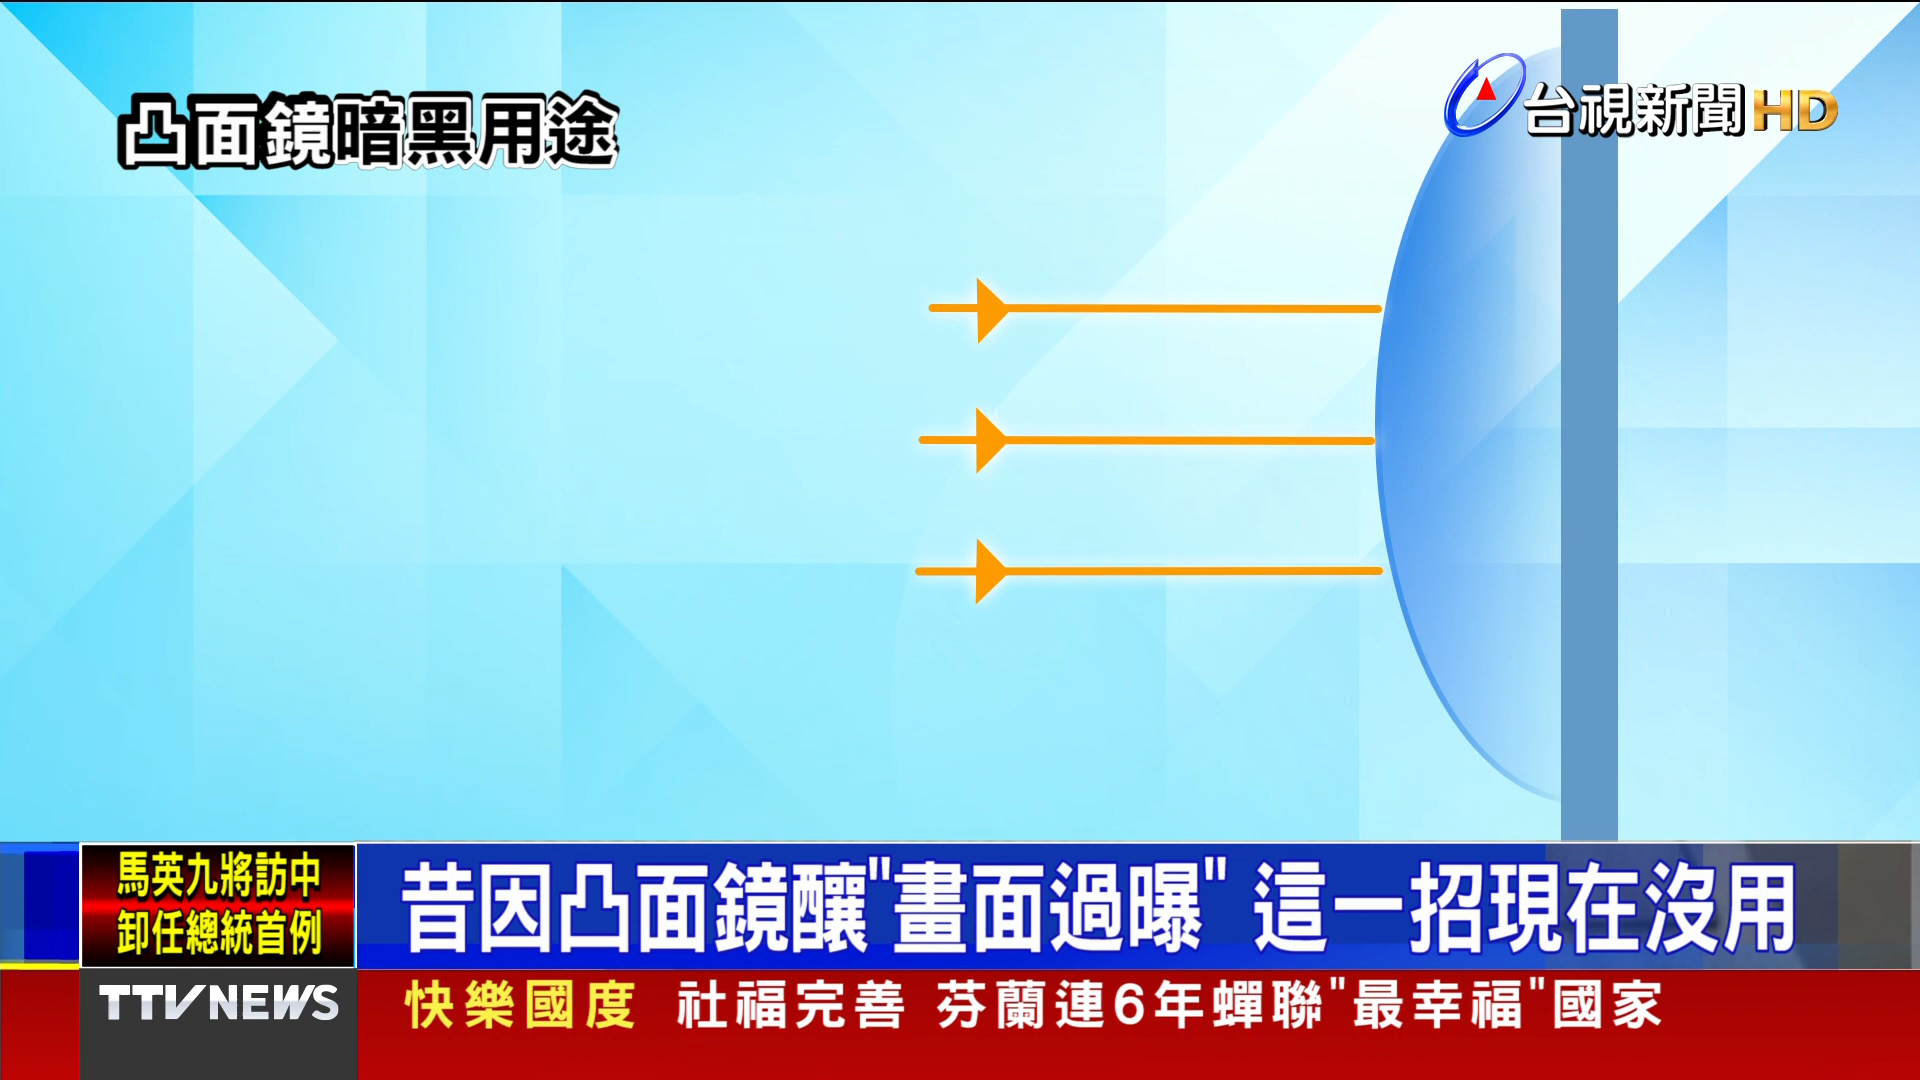 凸面鏡暗黑用途
台視新聞HD
馬英九將訪中
卸任總統首例
昔因凸面鏡釀"畫面過曝" 這一招現在沒用
TTV NEWS
快樂國度 社福完善 芬蘭連6年蟬聯"最幸福"國家